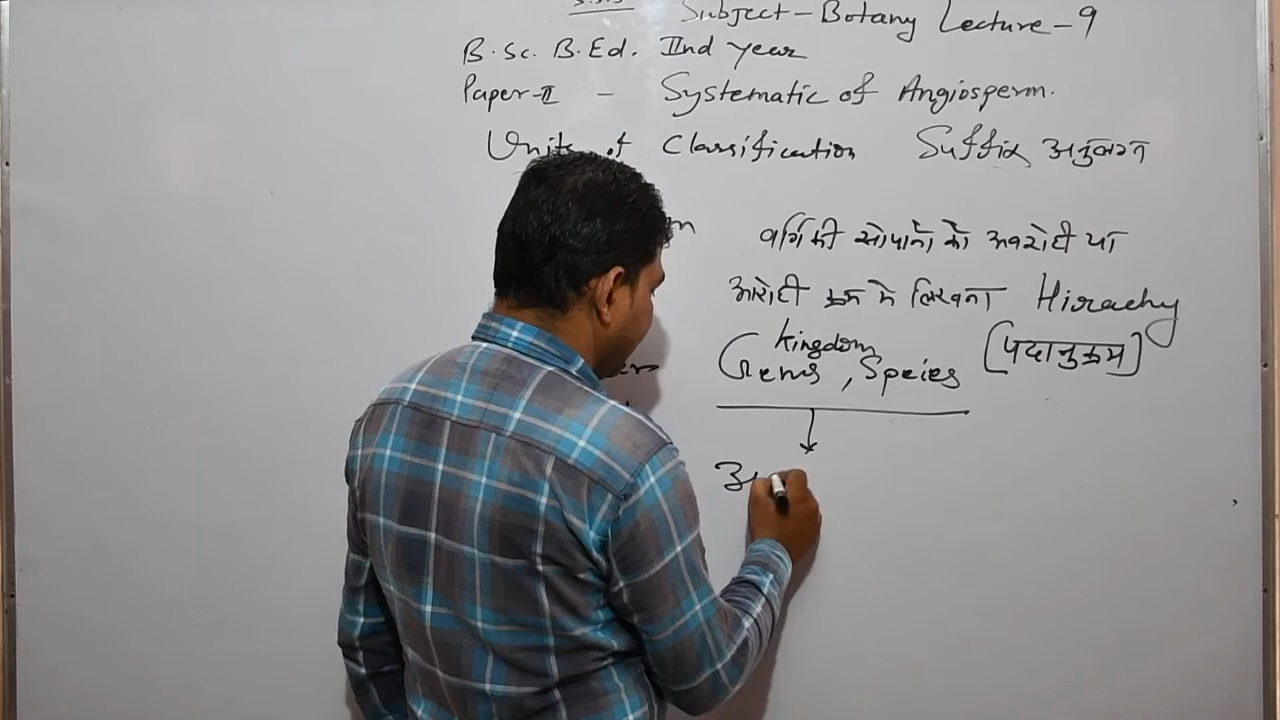 Subject - Botany Lecture - 9
B.Sc. B.Ed. IInd year
Paper-II - Systematic of Angiosperm.
Units of Classification Suffix अनुलग्न
वर्गिकी सोपानो को अवरोही या
आरोही क्रम मे लिखना Hirachy
Kingdom
Genus, Speies [पदानुक्रम]